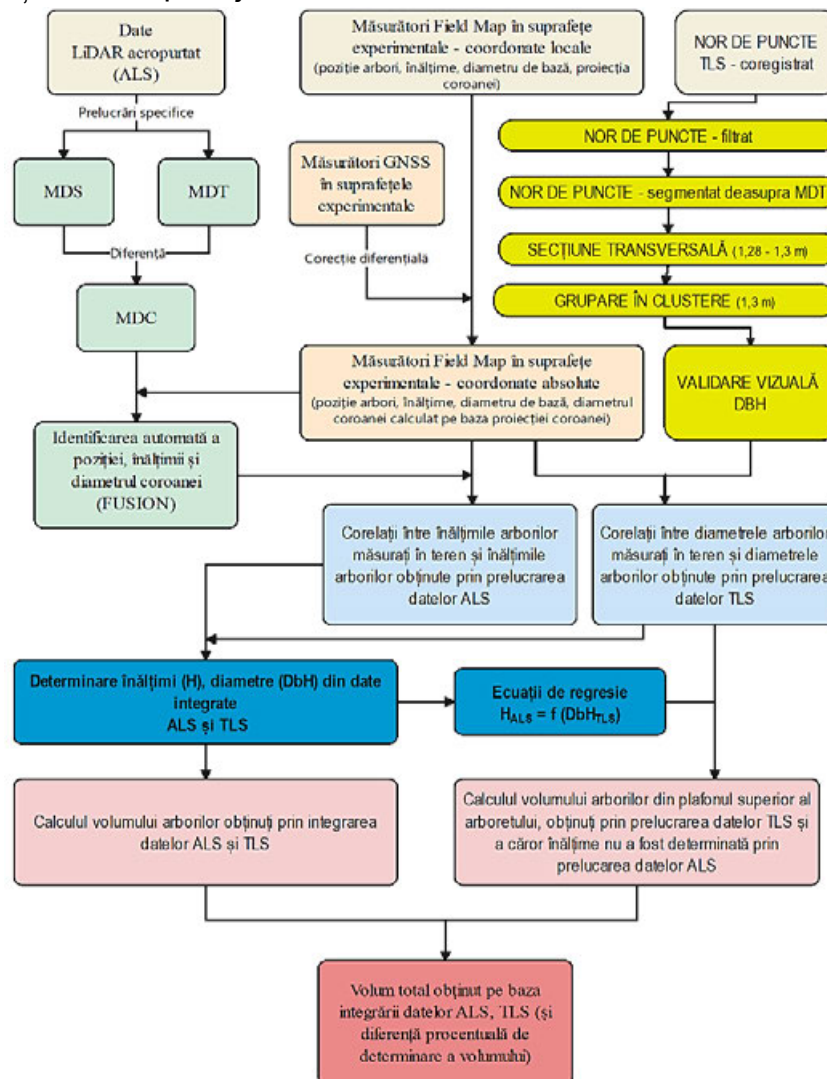 Date
LiDAR aeropurtat
(ALS)
Măsurători Field Map în suprafețe
experimentale - coordonate locale
(poziție arbori, înălțime, diametru de bază, proiecția
coroanei)
NOR DE PUNCTE
TLS - coregistrat
Prelucrări specifice
MDS
MDT
Diferență
MDC
Măsurători GNSS
în suprafețele
experimentale
Corecție diferențială
NOR DE PUNCTE - filtrat
NOR DE PUNCTE - segmentat deasupra MDT
SECȚIUNE TRANSVERSALĂ (1,28 - 1,3 m)
GRUPARE ÎN CLUSTERE (1,3 m)
Măsurători Field Map în suprafețe
experimentale - coordonate absolute
(poziție arbori, înălțime, diametru de bază, diametrul
coroanei calculat pe baza proiecției coroanei)
VALIDARE VIZUALĂ
DBH
Identificarea automată a
poziției, înălțimii și
diametrul coroanei
(FUSION)
Corelații între înălțimile arborilor
măsurați în teren și înălțimile
arborilor obținute prin prelucrarea
datelor ALS
Corelații între diametrele arborilor
măsurați în teren și diametrele
arborilor obținute prin prelucrarea
datelor TLS
Determinare înălțimi (H), diametre (DbH) din date
integrate
ALS și TLS
Ecuații de regresie
H_ALS = f (DbH_TLS)
Calculul volumului arborilor obținuți prin integrarea
datelor ALS și TLS
Calculul volumului arborilor din plafonul superior al
arboretului, obținuți prin prelucrarea datelor TLS și
a căror înălțime nu a fost determinată prin
prelucarea datelor ALS
Volum total obținut pe baza
integrării datelor ALS, TLS (și
diferență procentuală de
determinare a volumului)